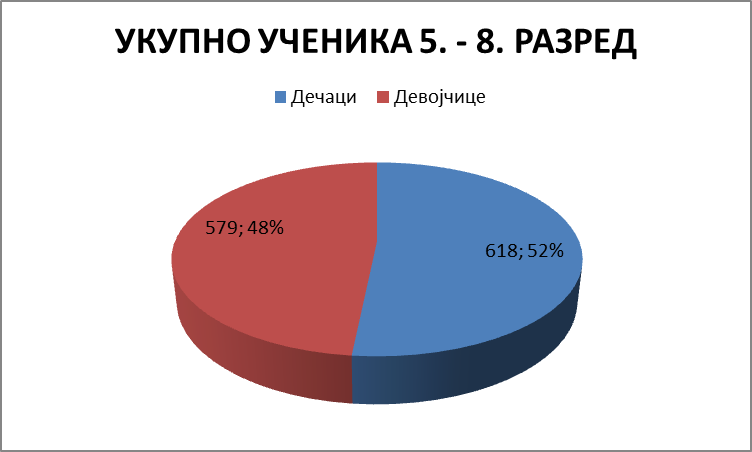 УКУПНО УЧЕНИКА 5. - 8. РАЗРЕД
Дечаци Девојчице
579; 48%
618; 52%